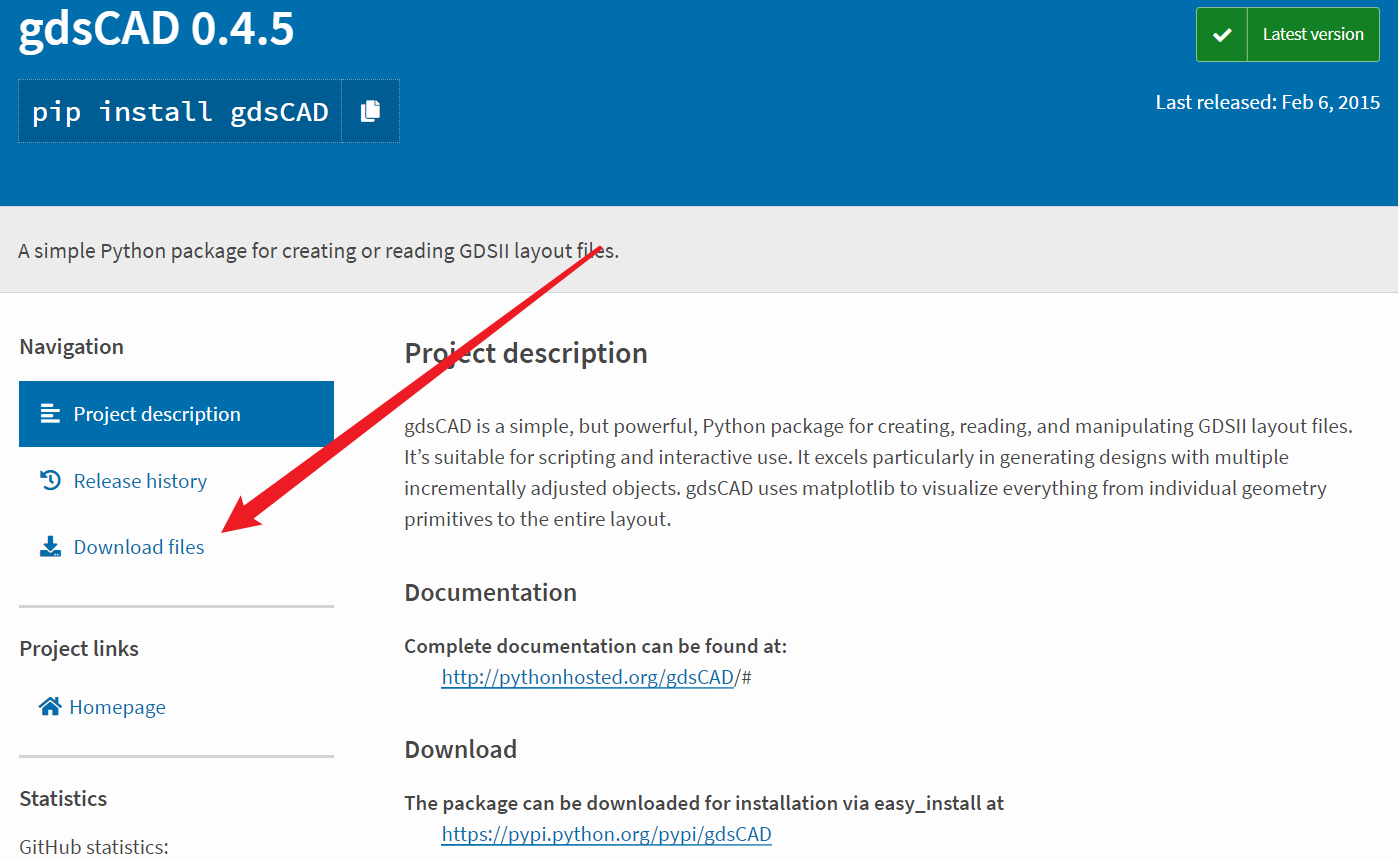 gdsCAD 0.4.5
Latest version
pip install gdsCAD
Last released: Feb 6, 2015
A simple Python package for creating or reading GDSII layout files.
Navigation
Project description
Release history
Download files
Project links
Homepage
Statistics
GitHub statistics:
Project description
gdsCAD is a simple, but powerful, Python package for creating, reading, and manipulating GDSII layout files.
It’s suitable for scripting and interactive use. It excels particularly in generating designs with multiple
incrementally adjusted objects. gdsCAD uses matplotlib to visualize everything from individual geometry
primitives to the entire layout.
Documentation
Complete documentation can be found at:
http://pythonhosted.org/gdsCAD/#
Download
The package can be downloaded for installation via easy_install at
https://pypi.python.org/pypi/gdsCAD